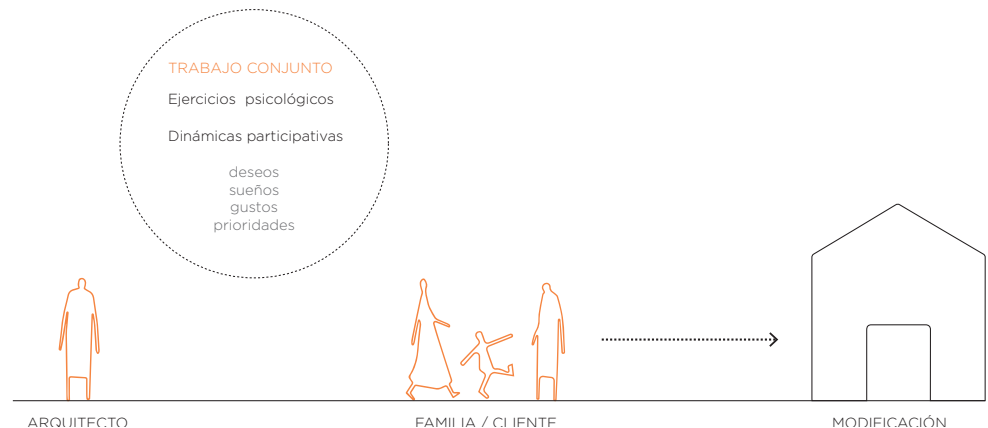 TRABAJO CONJUNTO
Ejercicios psicológicos
Dinámicas participativas
deseos
sueños
gustos
prioridades
ARQUITECTO
FAMILIA / CLIENTE
MODIFICACIÓN